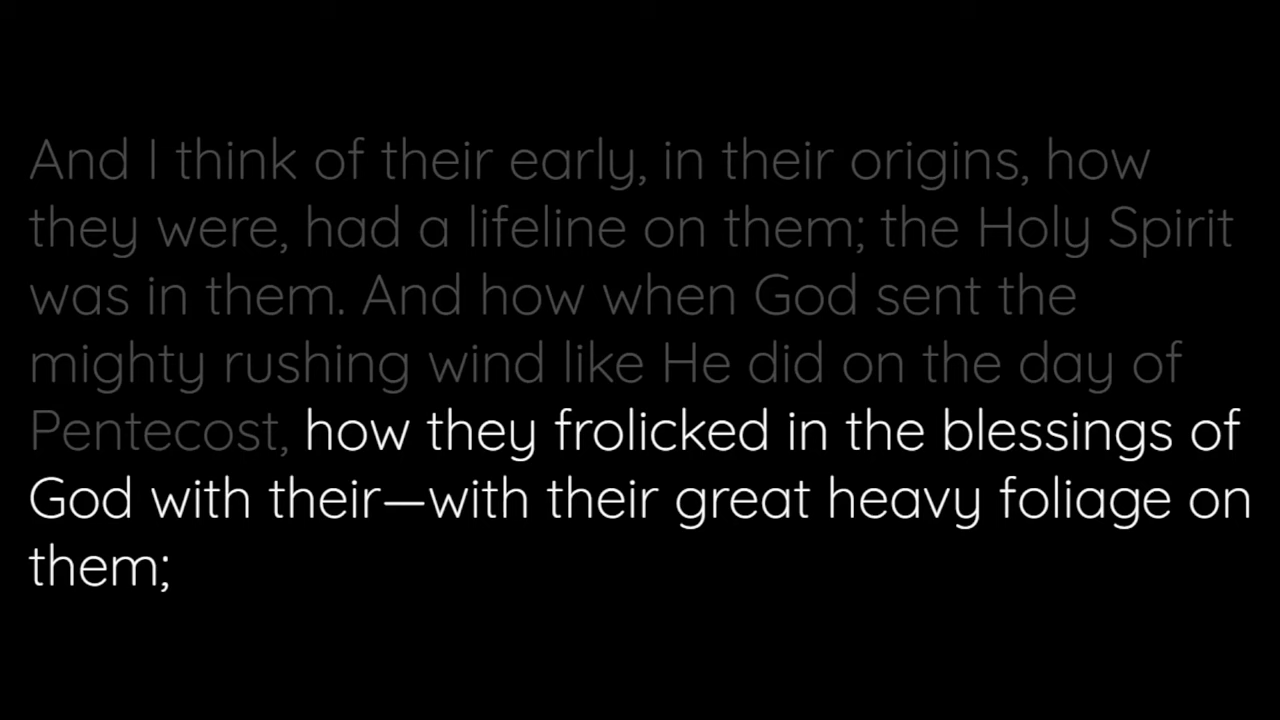 And I think of their early, in their origins, how
they were, had a lifeline on them; the Holy Spirit
was in them. And how when God sent the
mighty rushing wind like He did on the day of
Pentecost, how they frolicked in the blessings of
God with their—with their great heavy foliage on
them;